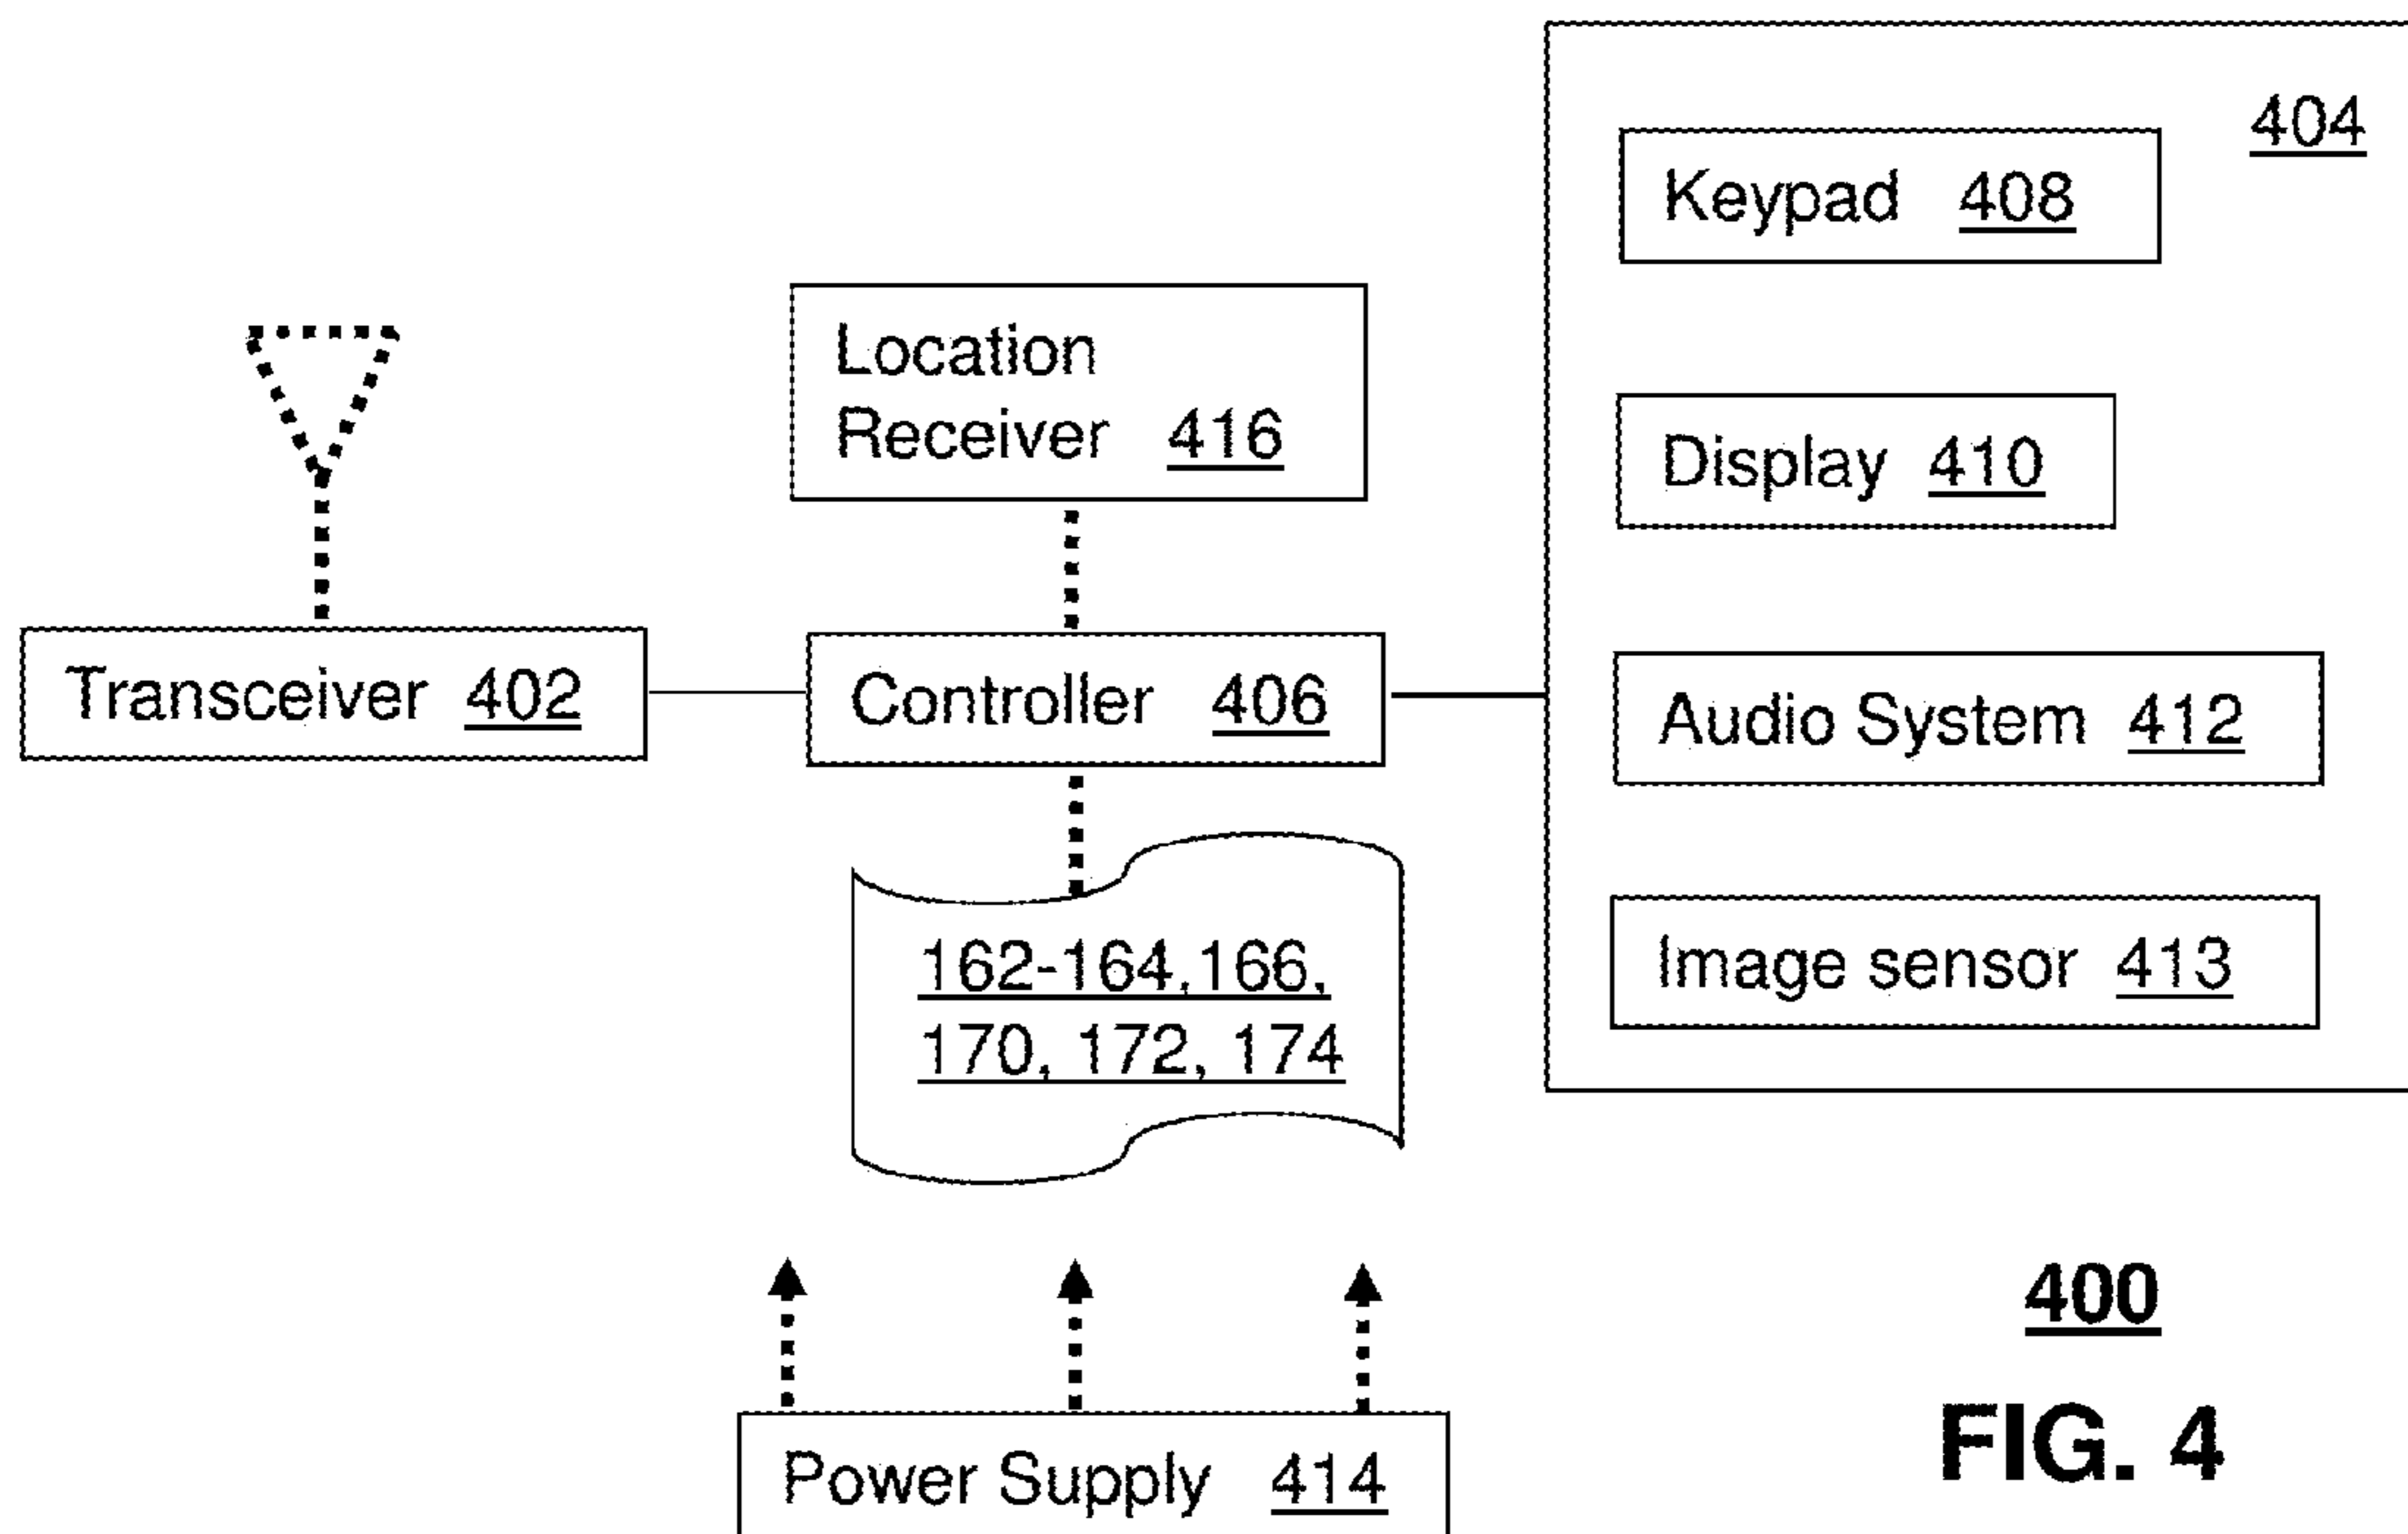 404
Keypad 408
Location
Receiver 416
Display 410
Transceiver 402
Controller 406
Audio System 412
162-164,166,
170, 172, 174
Image sensor 413
400
FIG. 4
Power Supply 414